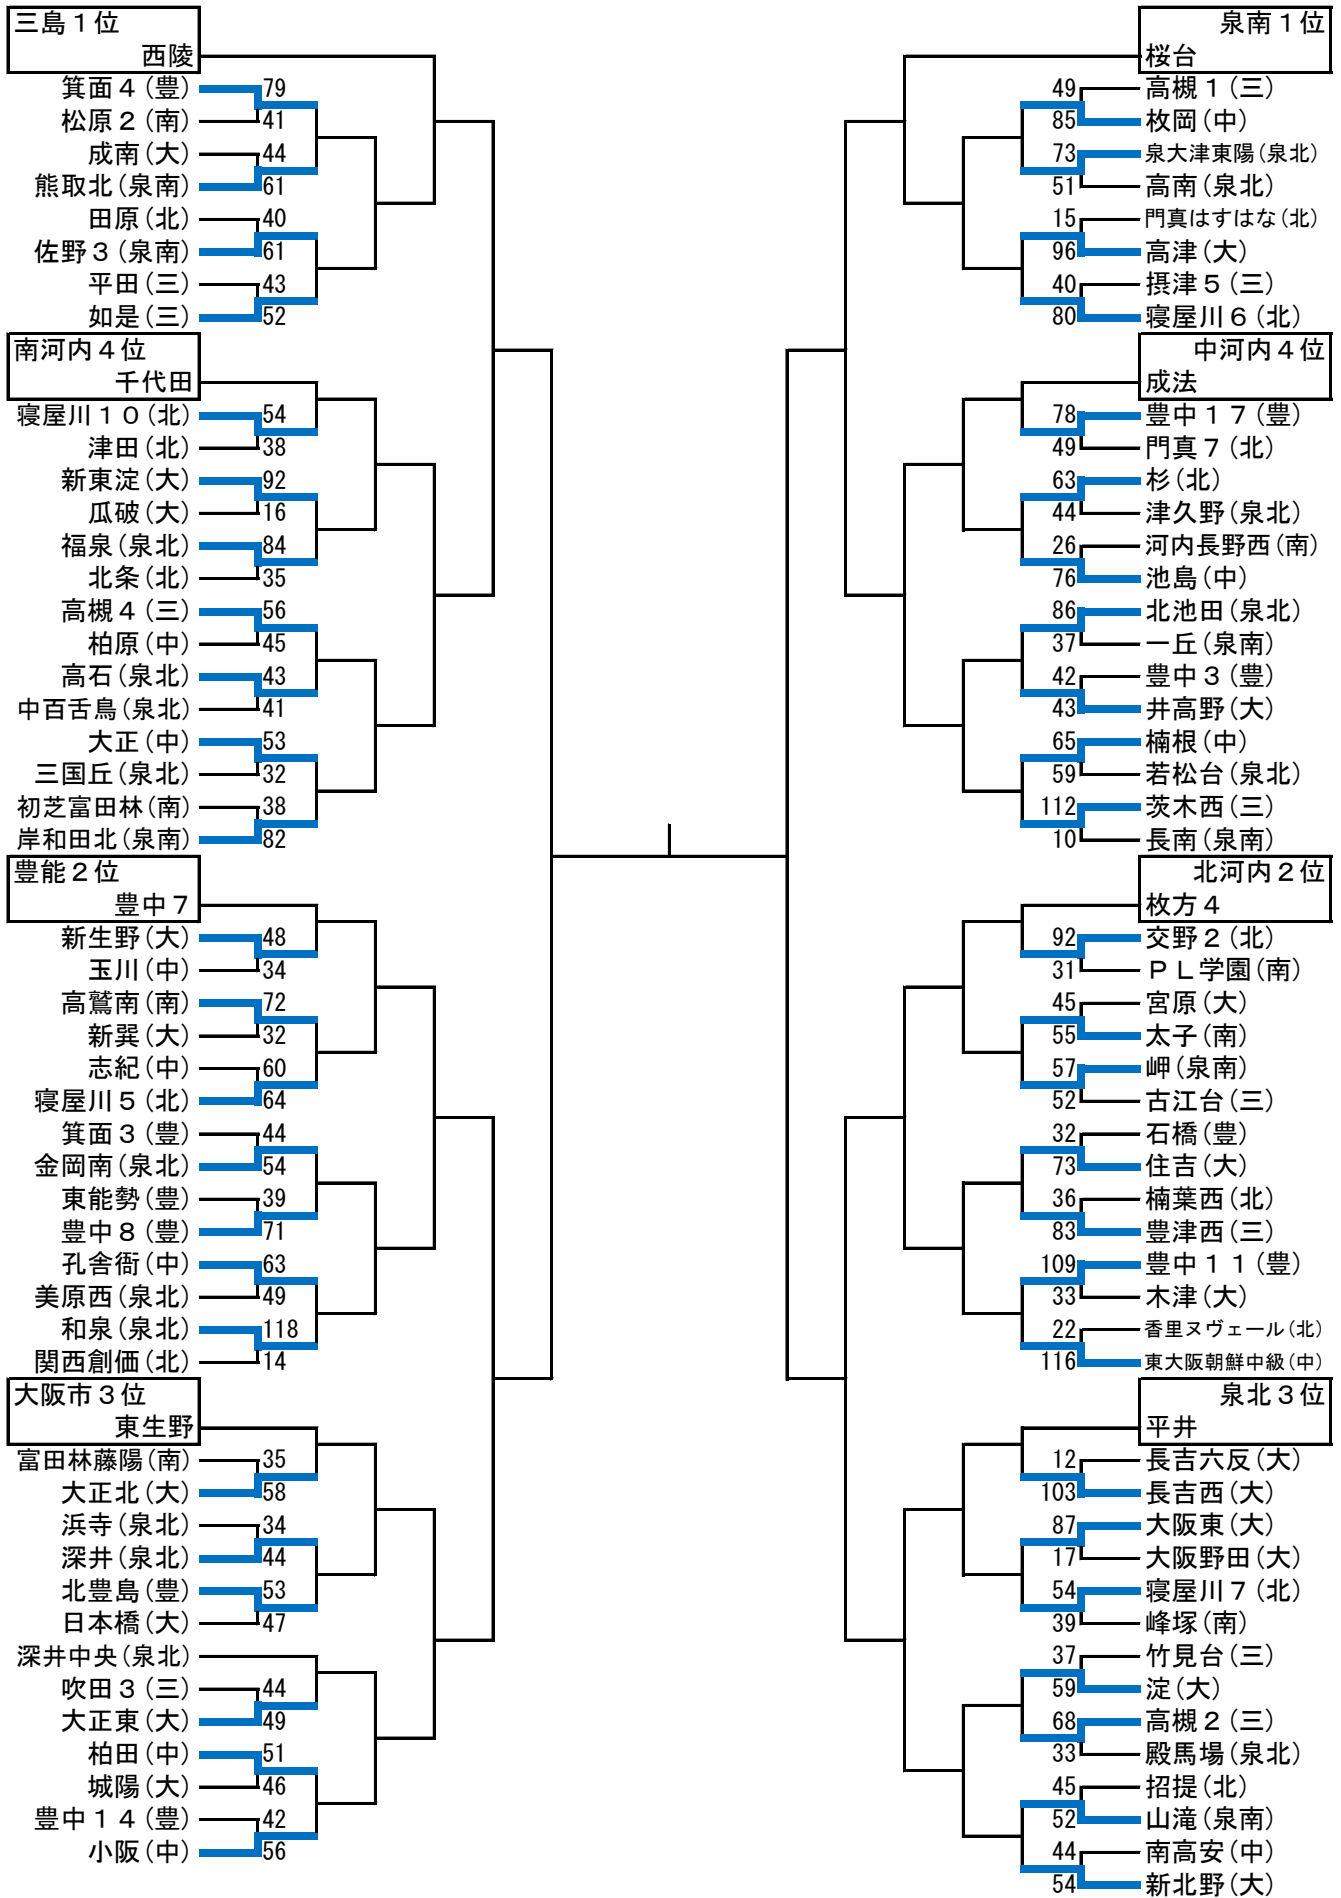 三島１位
西陵
箕面４(豊) 79
松原２(南) 41
成南(大) 44
熊取北(泉南) 61
田原(北) 40
佐野３(泉南) 61
平田(三) 43
如是(三) 52
南河内４位
千代田
寝屋川１０(北) 54
津田(北) 38
新東淀(大) 92
瓜破(大) 16
福泉(泉北) 84
北条(北) 35
高槻４(三) 56
柏原(中) 45
高石(泉北) 43
中百舌鳥(泉北) 41
大正(中) 53
三国丘(泉北) 32
初芝富田林(南) 38
岸和田北(泉南) 82
豊能２位
豊中７
新生野(大) 48
玉川(中) 34
高鷲南(南) 72
新巽(大) 32
志紀(中) 60
寝屋川５(北) 64
箕面３(豊) 44
金岡南(泉北) 54
東能勢(豊) 39
豊中８(豊) 71
孔舎衙(中) 63
美原西(泉北) 49
和泉(泉北) 118
関西創価(北) 14
大阪市３位
東生野
富田林藤陽(南) 35
大正北(大) 58
浜寺(泉北) 34
深井(泉北) 44
北豊島(豊) 53
日本橋(大) 47
深井中央(泉北)
吹田３(三) 44
大正東(大) 49
柏田(中) 51
城陽(大) 46
豊中１４(豊) 42
小阪(中) 56
泉南１位
桜台
49 高槻１(三)
85 枚岡(中)
73 泉大津東陽(泉北)
51 高南(泉北)
15 門真はすはな(北)
96 高津(大)
40 摂津５(三)
80 寝屋川６(北)
中河内４位
成法
78 豊中１７(豊)
49 門真７(北)
63 杉(北)
44 津久野(泉北)
26 河内長野西(南)
76 池島(中)
86 北池田(泉北)
37 一丘(泉南)
42 豊中３(豊)
43 井高野(大)
65 楠根(中)
59 若松台(泉北)
112 茨木西(三)
10 長南(泉南)
北河内２位
枚方４
92 交野２(北)
31 ＰＬ学園(南)
45 宮原(大)
55 太子(南)
57 岬(泉南)
52 古江台(三)
32 石橋(豊)
73 住吉(大)
36 楠葉西(北)
83 豊津西(三)
109 豊中１１(豊)
33 木津(大)
22 香里ヌヴェール(北)
116 東大阪朝鮮中級(中)
泉北３位
平井
12 長吉六反(大)
103 長吉西(大)
87 大阪東(大)
17 大阪野田(大)
54 寝屋川７(北)
39 峰塚(南)
37 竹見台(三)
59 淀(大)
68 高槻２(三)
33 殿馬場(泉北)
45 招提(北)
52 山滝(泉南)
44 南高安(中)
54 新北野(大)